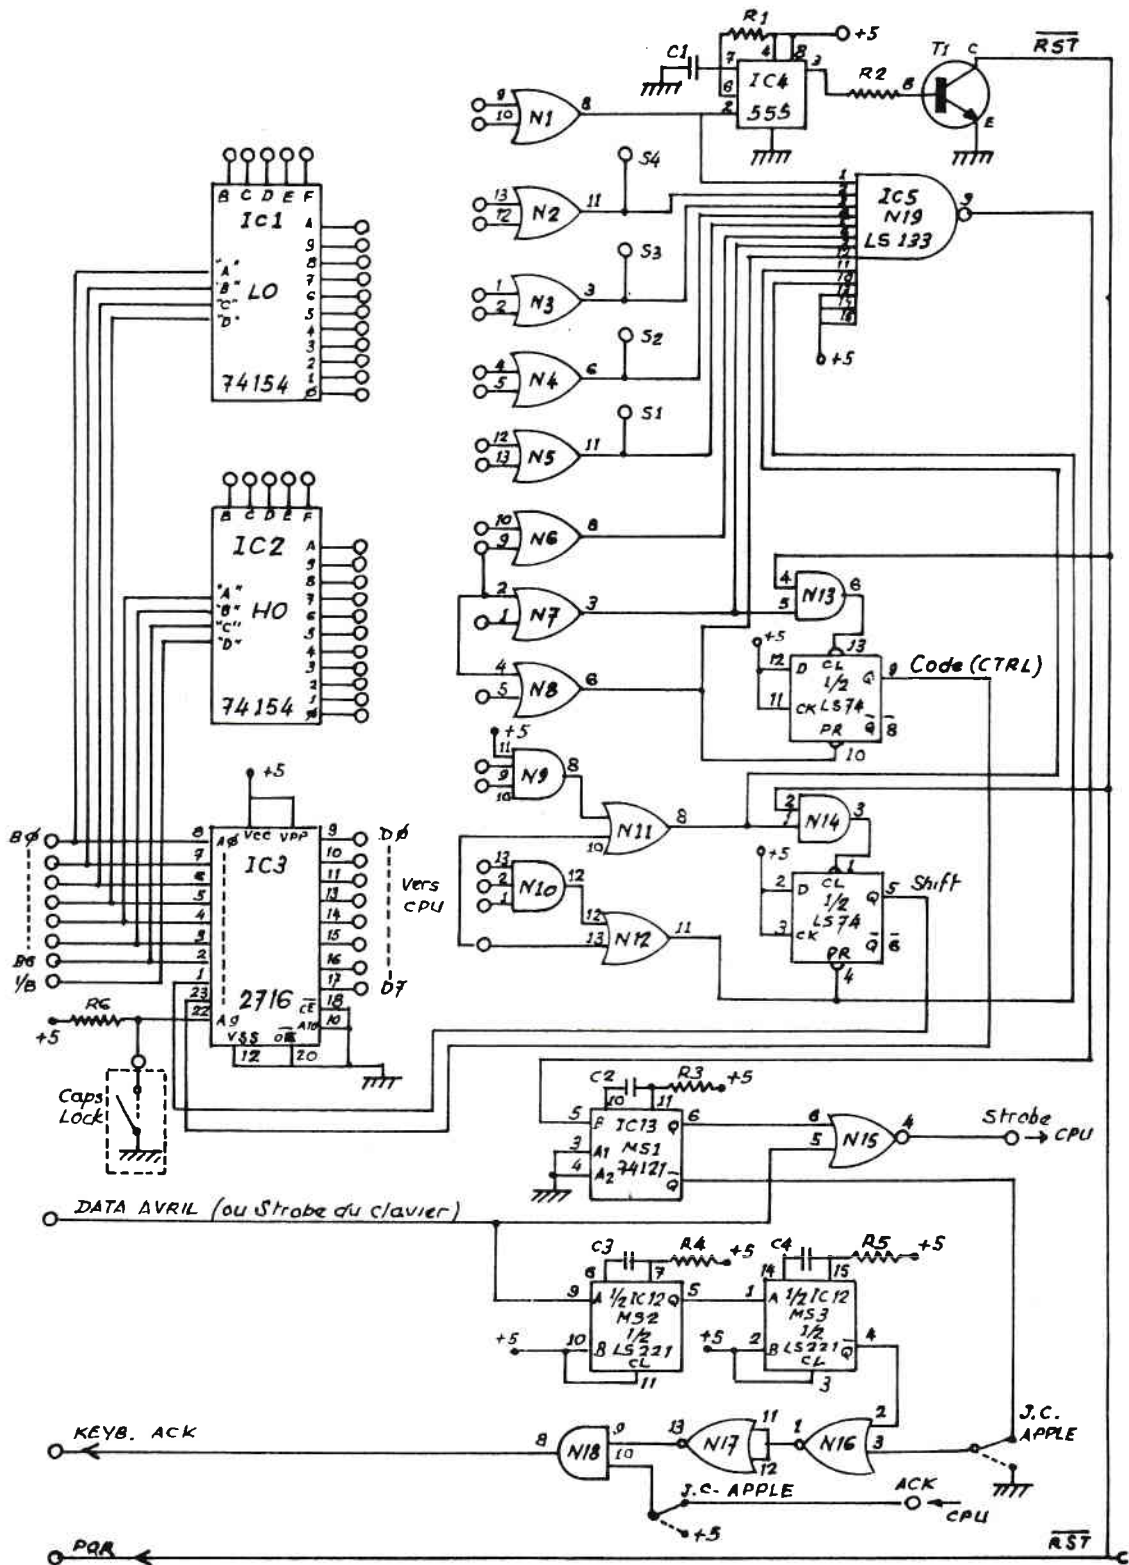 R1
+5
C1
7
4
8
3
6
2
IC4
555
R2
B
T1
C
E
RST
9
10
N1
8
13
12
N2
11
S4
1
2
N3
3
S3
4
5
N4
6
S2
12
13
N5
11
S1
10
9
N6
8
2
1
N7
3
4
5
N8
6
IC5
N19
LS133
1
12
11
10
9
+5
B C D E F
IC1
LO
74154
"A"
"B"
"C"
"D"
A
9
8
7
6
5
4
3
2
1
Ø
B C D E F
IC2
HO
74154
"A"
"B"
"C"
"D"
A
9
8
7
6
5
4
3
2
1
Ø
4
5
N13
6
+5
13
12
D
CL
Q
9
Code (CTRL)
1/2
LS74
11
CK
PR
Q
8
10
+5
11
9
10
N9
8
N11
10
8
13
2
1
N10
12
12
13
N12
11
2
1
N14
3
+5
1
2
D
CL
Q
5
Shift
1/2
LS74
3
CK
PR
Q
6
4
+5
VCC VPP
IC3
2716
BØ
B6
1/B
8
7
6
5
4
3
2
1
23
22
AØ
A9
9
10
11
13
14
15
16
17
18
19
DØ
D7
Vers
CPU
CE
A10
VSS
OE
12
20
R6
+5
Caps
Lock
C2
R3
+5
10
11
5
B
IC13
Q
6
3
A1
MS1
4
A2
74121
Q
6
5
N15
4
Strobe
CPU
DATA AVRIL (ou Strobe du clavier)
C3
R4
+5
6
7
9
A
1/2 IC12
Q
5
MS2
1/2
LS221
+5
10
B
CL
11
C4
R5
+5
14
15
1
A
1/2 IC12
MS3
1/2
LS221
+5
2
B
Q
4
CL
3
KEYB. ACK
8
N18
9
10
13
N17
11
12
1
N16
2
3
J.C.
APPLE
J.C. APPLE
+5
ACK
CPU
POR
RST